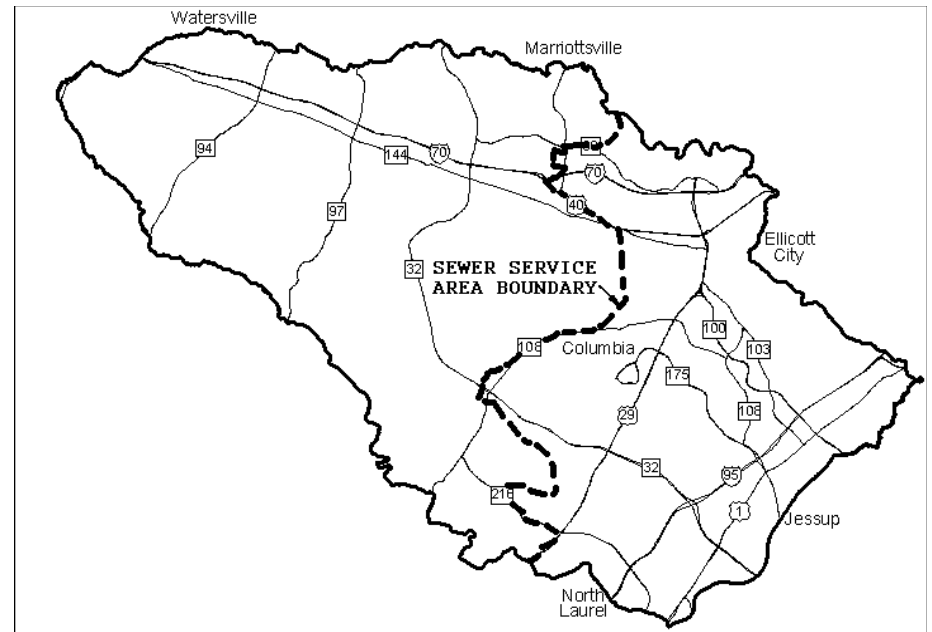 Watersville
Marriottsville
94
144
70
99
70
97
40
Ellicott
City
32
SEWER SERVICE
AREA BOUNDARY
108
Columbia
100
103
175
29
108
32
95
216
1
Jessup
North
Laurel